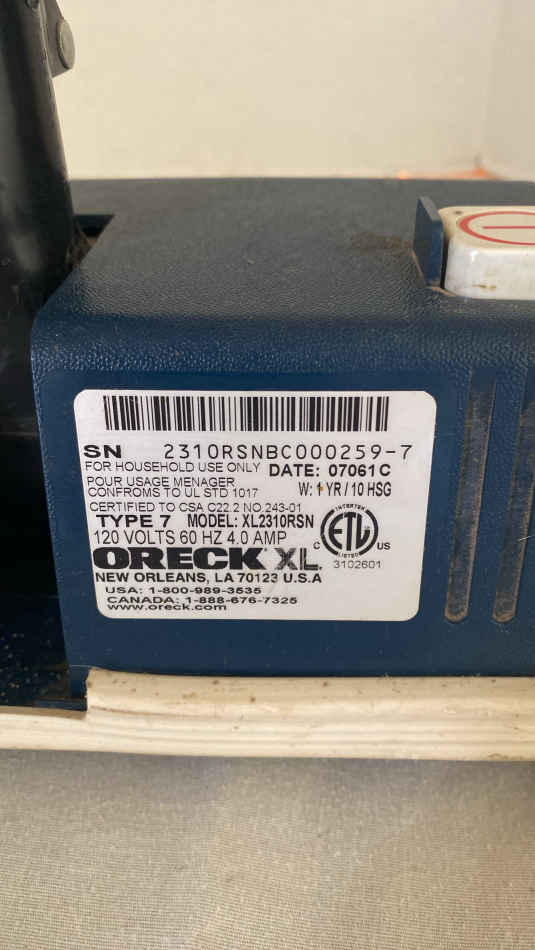 SN 2310RSNBC000259-7
FOR HOUSEHOLD USE ONLY DATE: 07061C
POUR USAGE MENAGER
CONFROMS TO UL STD 1017 W: 1 YR / 10 HSG
CERTIFIED TO CSA C22.2 NO.243-01
TYPE 7 MODEL: XL2310RSN
120 VOLTS 60 HZ 4.0 AMP
C ETL US
LISTED
3102601
ORECK XL
NEW ORLEANS, LA 70123 U.S.A
USA: 1-800-989-3535
CANADA: 1-888-676-7325
www.oreck.com